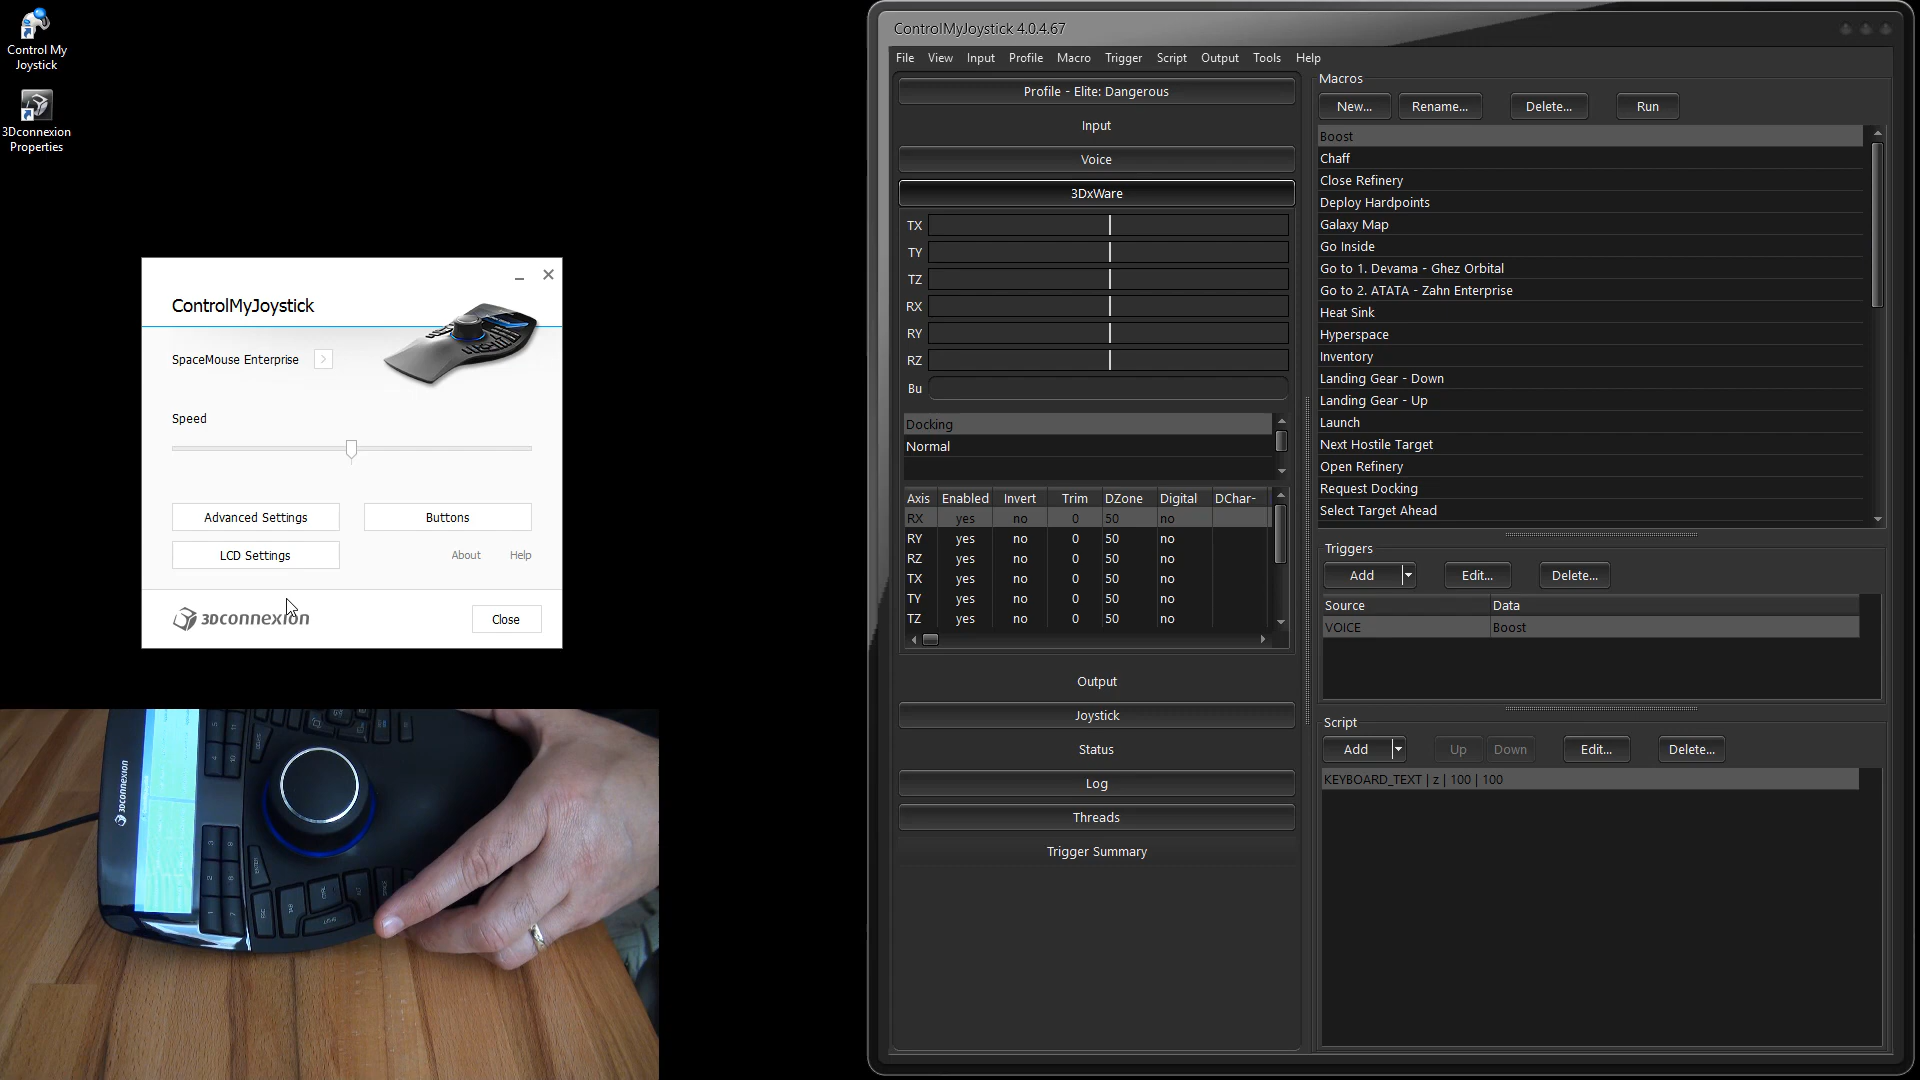 Control My
Joystick
3Dconnexion
Properties
ControlMyJoystick
SpaceMouse Enterprise
Speed
Advanced Settings
Buttons
LCD Settings
About
Help
3Dconnexion
Close
3Dconnexion
ControlMyJoystick 4.0.4.67
File View Input Profile Macro Trigger Script Output Tools Help
Profile - Elite: Dangerous
Input
Voice
3DxWare
TX
TY
TZ
RX
RY
RZ
Bu
Docking
Normal
Axis Enabled Invert Trim DZone Digital DChar-
RX yes no 0 50 no
RY yes no 0 50 no
RZ yes no 0 50 no
TX yes no 0 50 no
TY yes no 0 50 no
TZ yes no 0 50 no
Output
Joystick
Status
Log
Threads
Trigger Summary
Macros
New... Rename... Delete... Run
Boost
Chaff
Close Refinery
Deploy Hardpoints
Galaxy Map
Go Inside
Go to 1. Devama - Ghez Orbital
Go to 2. ATATA - Zahn Enterprise
Heat Sink
Hyperspace
Inventory
Landing Gear - Down
Landing Gear - Up
Launch
Next Hostile Target
Open Refinery
Request Docking
Select Target Ahead
Triggers
Add Edit... Delete...
Source Data
VOICE Boost
Script
Add Up Down Edit... Delete...
KEYBOARD_TEXT | z | 100 | 100